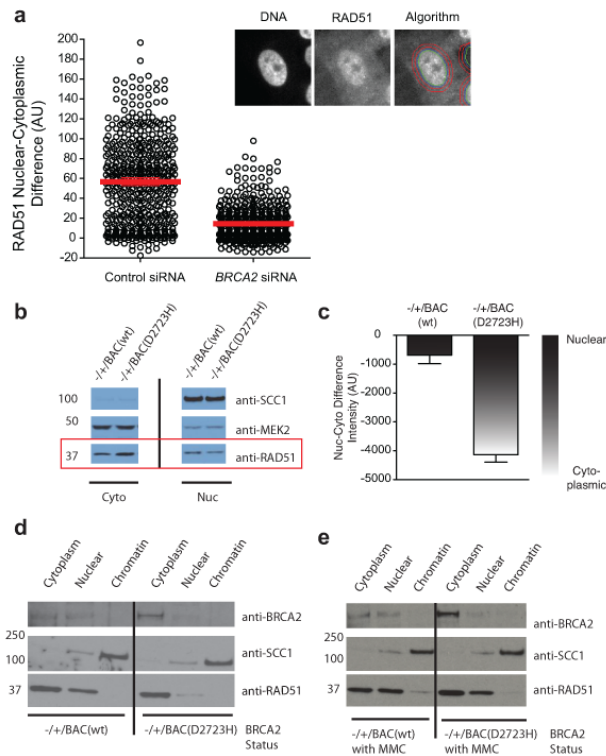 a
DNA RAD51 Algorithm
RAD51 Nuclear-Cytoplasmic
Difference (AU)
200
180
160
140
120
100
80
60
40
20
0
-20
Control siRNA BRCA2 siRNA
b
-/+/BAC(wt) -/+/BAC(D2723H) -/+/BAC(wt) -/+/BAC(D2723H)
100 anti-SCC1
50 anti-MEK2
37 anti-RAD51
Cyto Nuc
c
-/+/BAC
(wt)
-/+/BAC
(D2723H)
Nuc-Cyto Difference
Intensity (AU)
0
-1000
-2000
-3000
-4000
-5000
Nuclear
Cyto-
plasmic
d
Cytoplasm Nuclear Chromatin Cytoplasm Nuclear Chromatin
anti-BRCA2
250
100 anti-SCC1
37 anti-RAD51
-/+/BAC(wt) -/+/BAC(D2723H) BRCA2
Status
e
Cytoplasm Nuclear Chromatin Cytoplasm Nuclear Chromatin
anti-BRCA2
250
100 anti-SCC1
37 anti-RAD51
-/+/BAC(wt)
with MMC
-/+/BAC(D2723H)
with MMC
BRCA2
Status